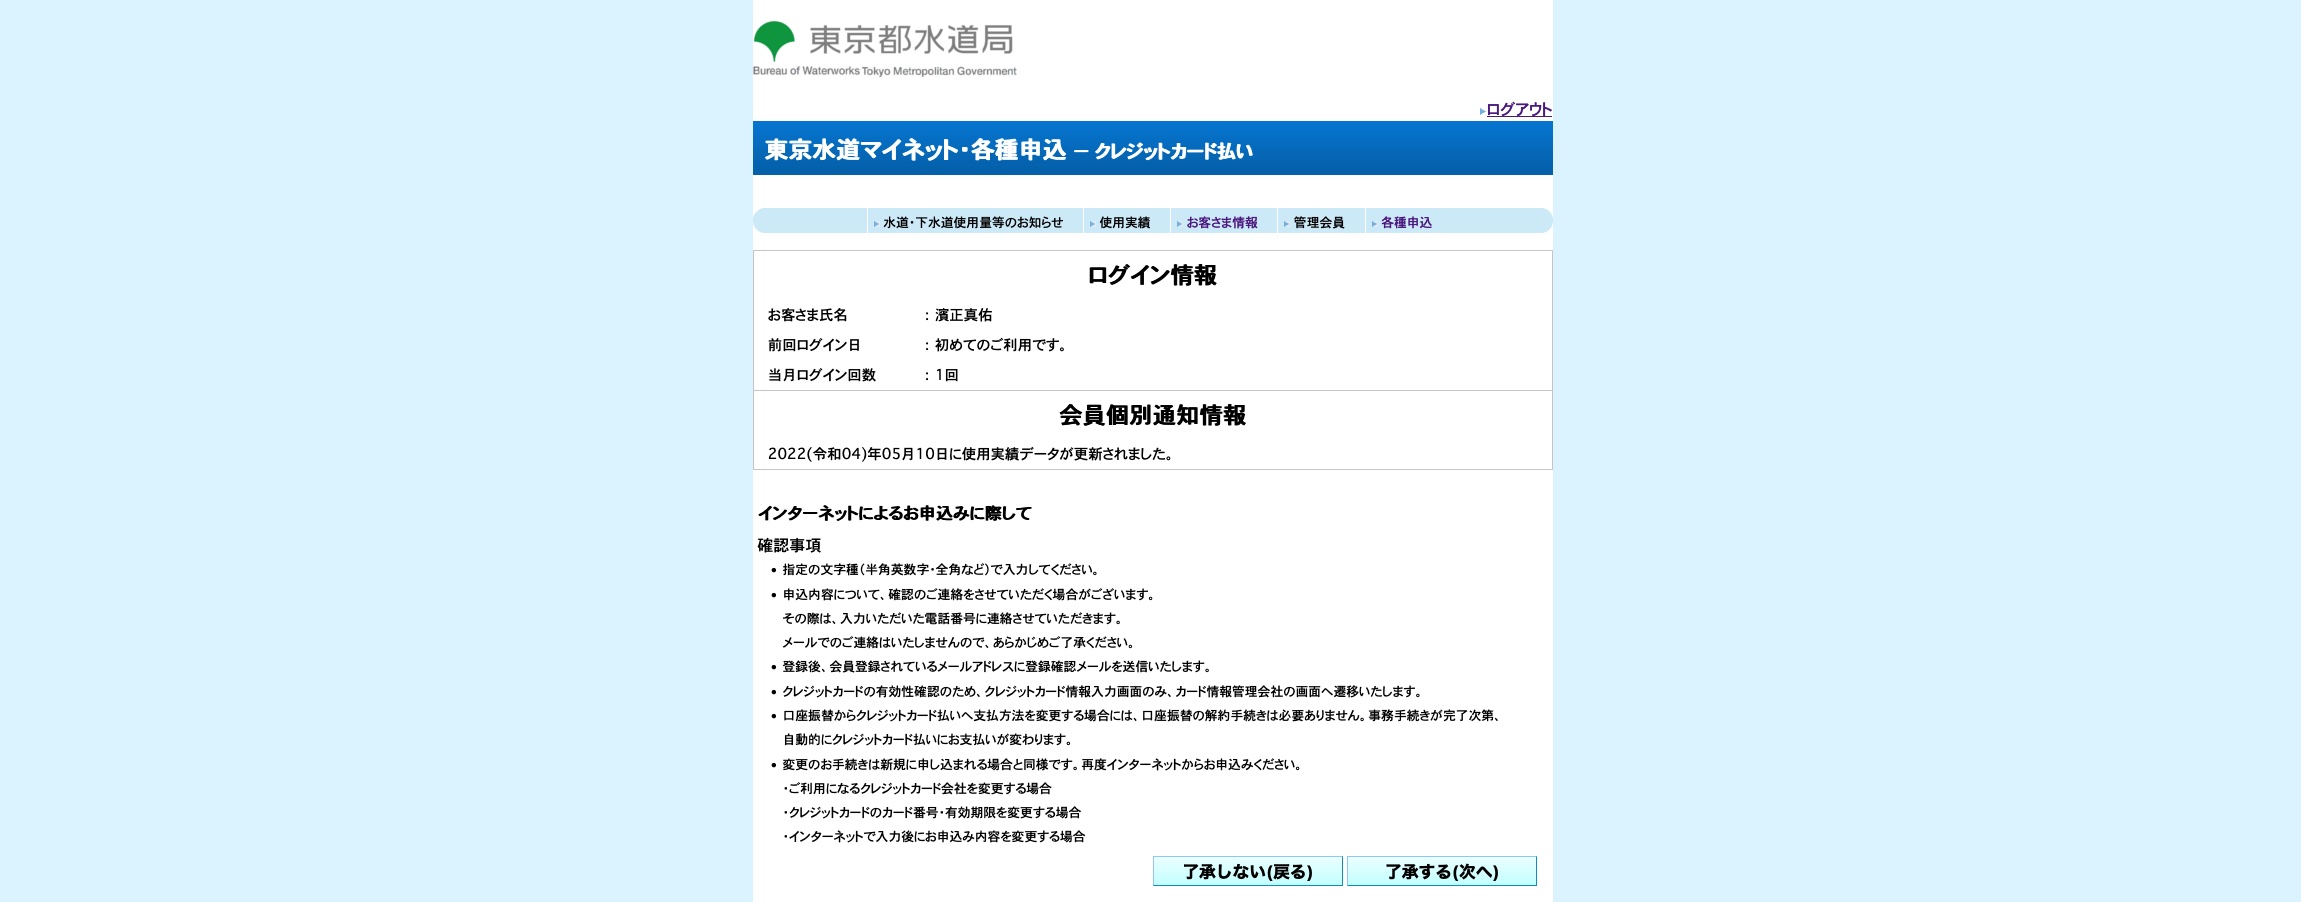 東京都水道局
Bureau of Waterworks Tokyo Metropolitan Government
ログアウト
東京水道マイネット・各種申込 － クレジットカード払い
水道・下水道使用量等のお知らせ 使用実績 お客さま情報 管理会員 各種申込
ログイン情報
お客さま氏名 ： 濱正真佑
前回ログイン日 ： 初めてのご利用です。
当月ログイン回数 ： 1回
会員個別通知情報
2022(令和04)年05月10日に使用実績データが更新されました。
インターネットによるお申込みに際して
確認事項
• 指定の文字種（半角英数字・全角など）で入力してください。
• 申込内容について、確認のご連絡をさせていただく場合がございます。
その際は、入力いただいた電話番号に連絡させていただきます。
メールでのご連絡はいたしませんので、あらかじめご了承ください。
• 登録後、会員登録されているメールアドレスに登録確認メールを送信いたします。
• クレジットカードの有効性確認のため、クレジットカード情報入力画面のみ、カード情報管理会社の画面へ遷移いたします。
• 口座振替からクレジットカード払いへ支払方法を変更する場合には、口座振替の解約手続きは必要ありません。事務手続きが完了次第、
自動的にクレジットカード払いにお支払いが変わります。
• 変更のお手続きは新規に申し込まれる場合と同様です。再度インターネットからお申込みください。
・ご利用になるクレジットカード会社を変更する場合
・クレジットカードのカード番号・有効期限を変更する場合
・インターネットで入力後にお申込み内容を変更する場合
了承しない(戻る) 了承する(次へ)